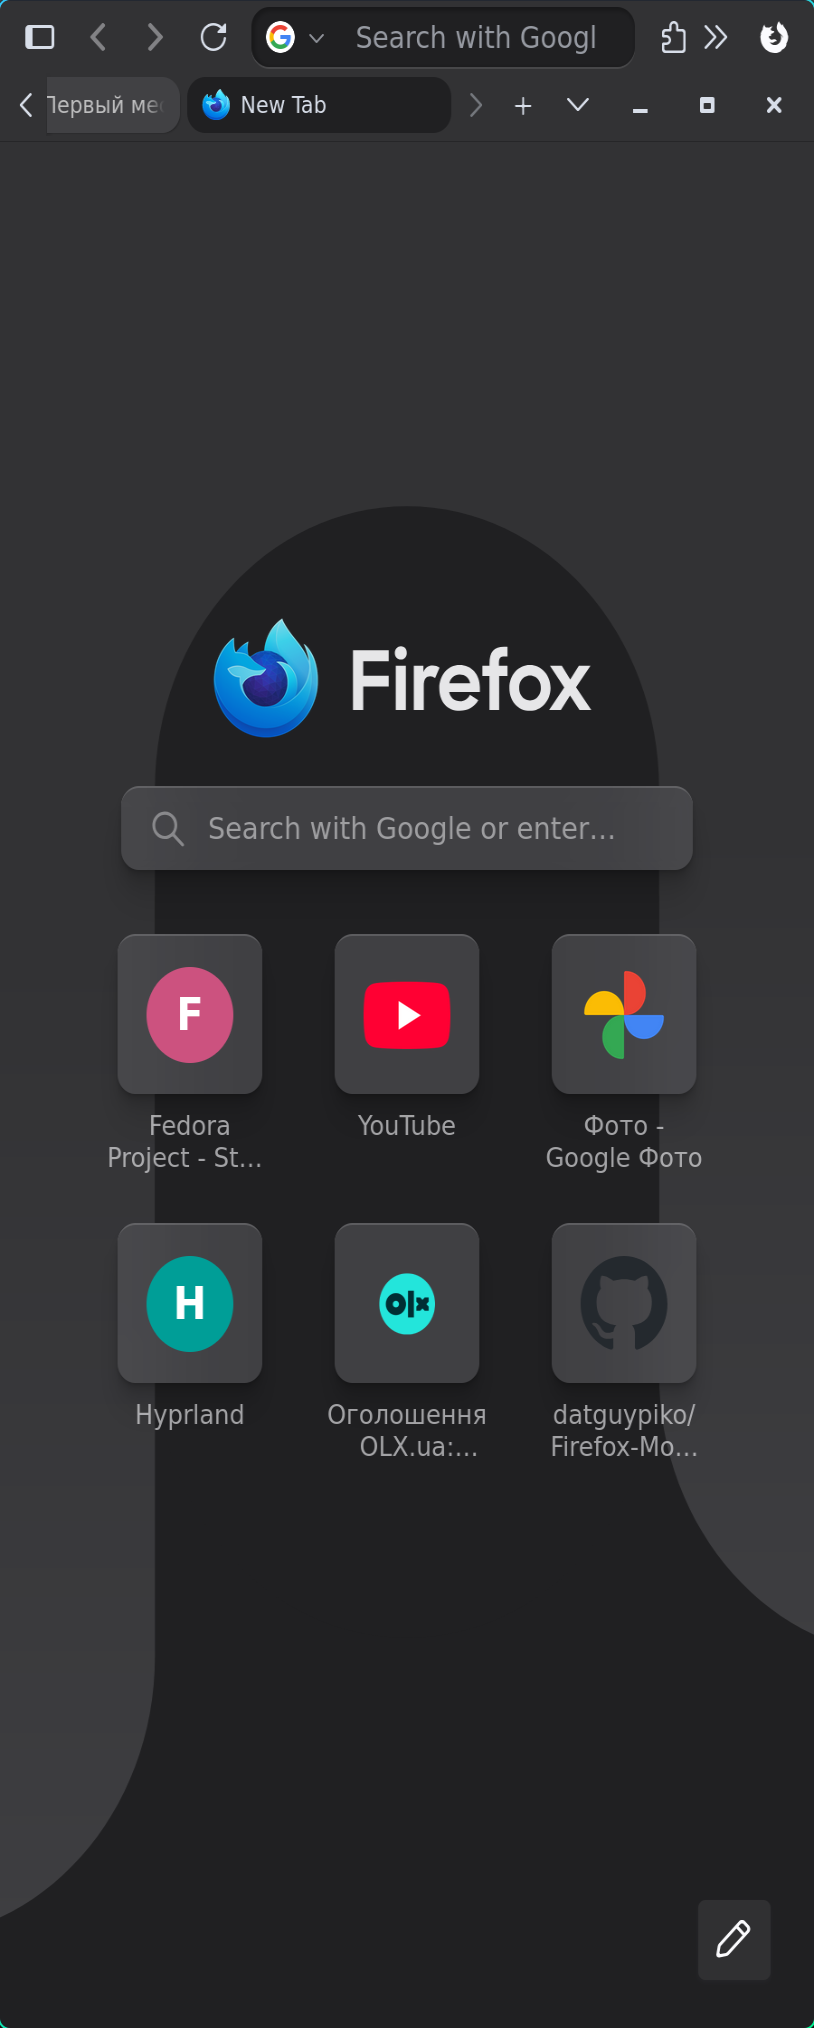 Search with Googl
Первый ме
New Tab
Firefox
Search with Google or enter...
F
Fedora
Project - St...
YouTube
Фото -
Google Фото
H
Hyprland
olx
Оголошення
OLX.ua:...
datguypiko/
Firefox-Mo...